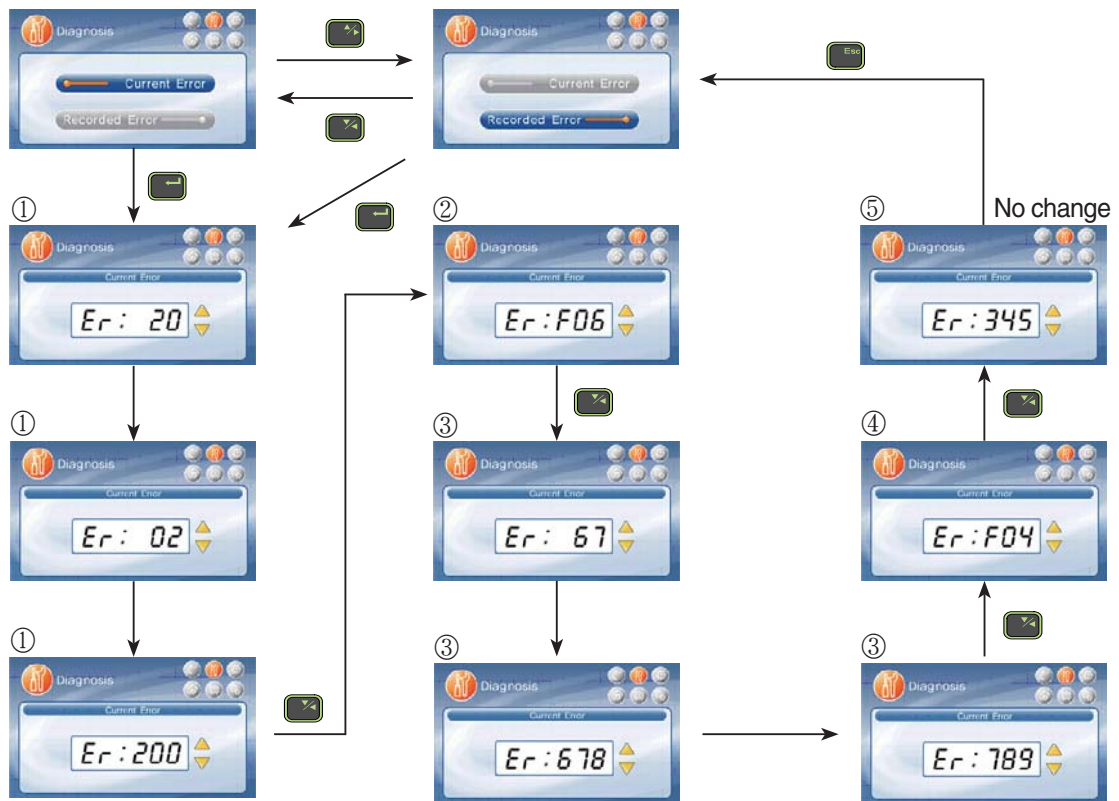 Diagnosis
Current Error
Recorded Error
Diagnosis
Current Error
Recorded Error
Esc
①
Diagnosis
Current Error
Er: 20
②
Diagnosis
Current Error
Er:F06
⑤
No change
Diagnosis
Current Error
Er:345
①
Diagnosis
Current Error
Er: 02
③
Diagnosis
Current Error
Er: 67
④
Diagnosis
Current Error
Er:F04
①
Diagnosis
Current Error
Er:200
③
Diagnosis
Current Error
Er:678
③
Diagnosis
Current Error
Er:789